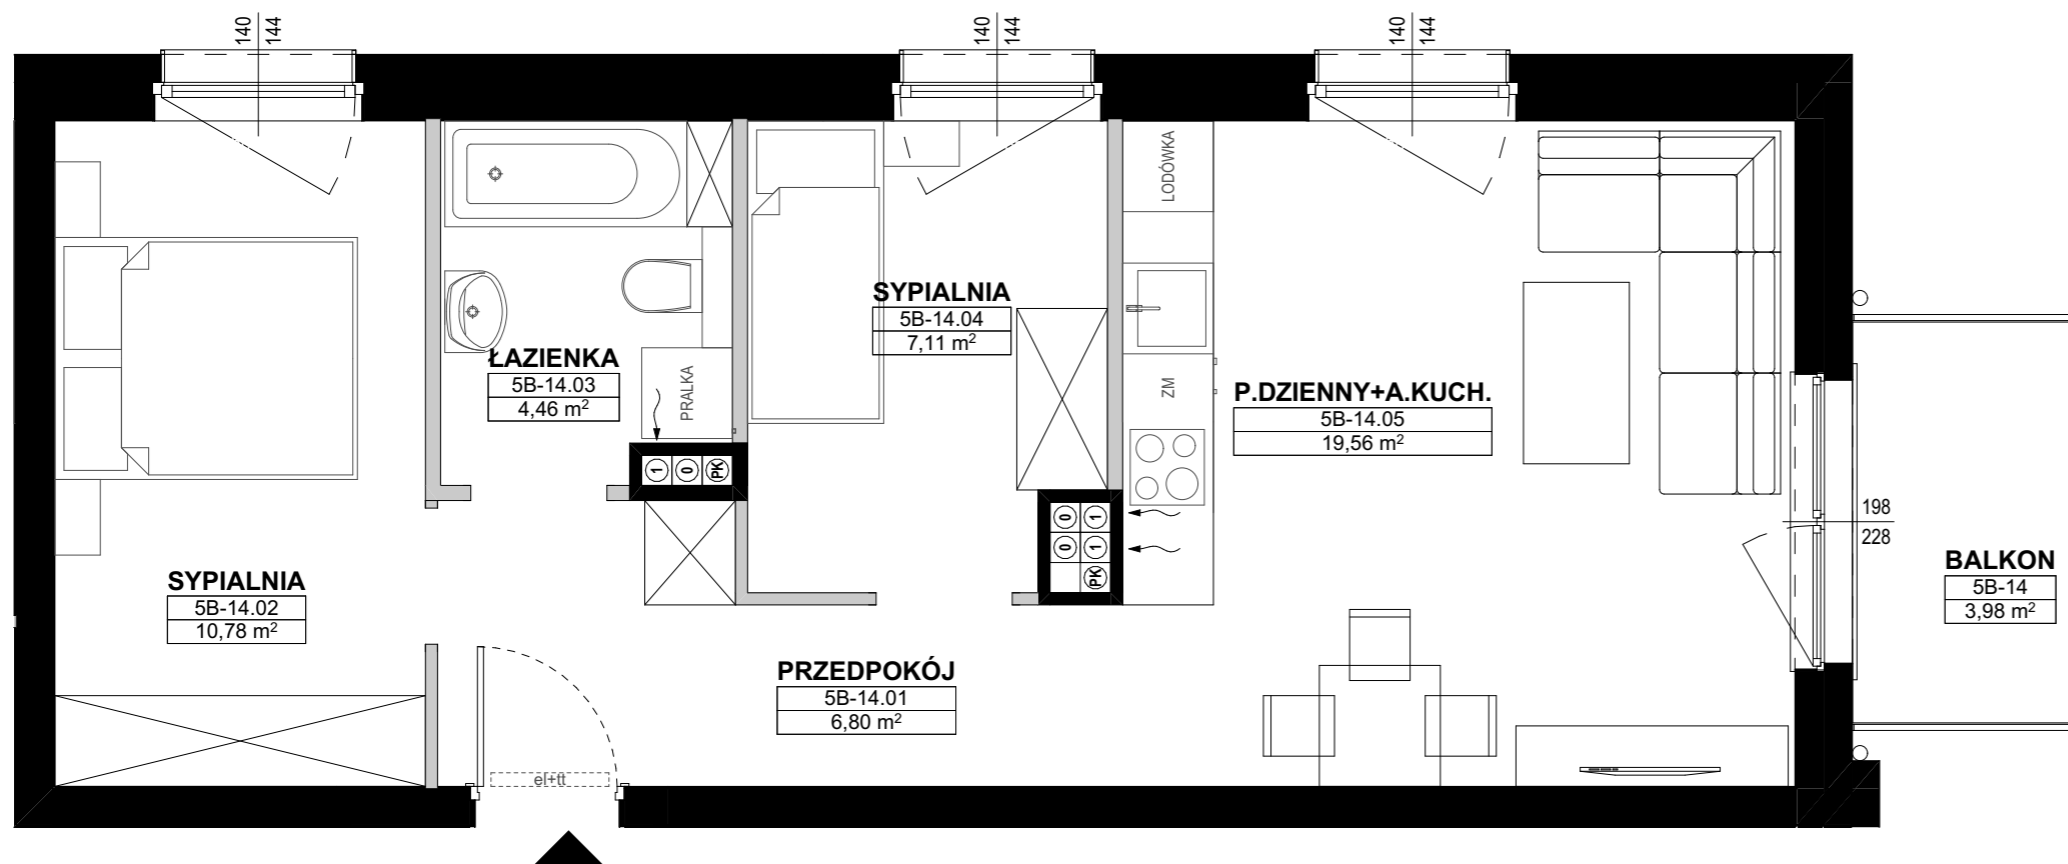 140
144
140
144
140
144
LODÓWKA
SYPIALNIA
5B-14.04
7,11 m²
ŁAZIENKA
5B-14.03
4,46 m²
PRALKA
ZM
P.DZIENNY+A.KUCH.
5B-14.05
19,56 m²
1
0
PK
0
1
0
1
PK
198
228
BALKON
5B-14
3,98 m²
SYPIALNIA
5B-14.02
10,78 m²
PRZEDPOKÓJ
5B-14.01
6,80 m²
el+tt